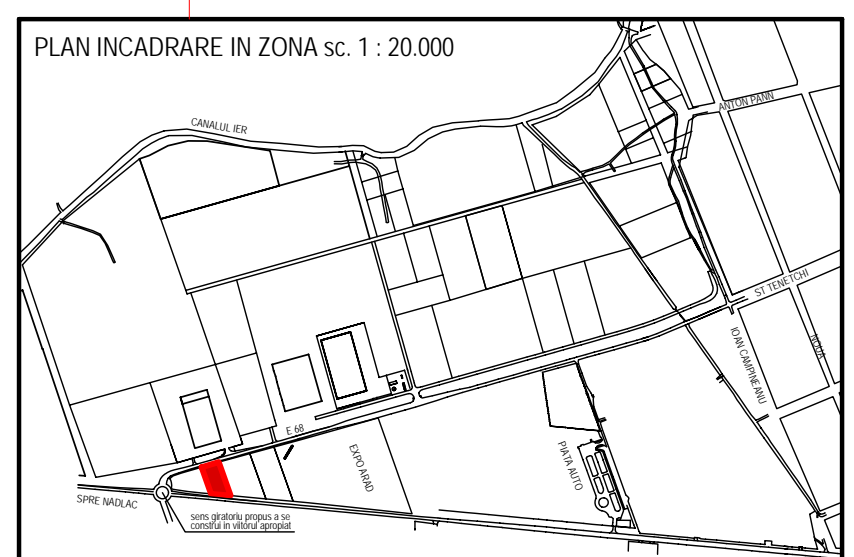 PLAN INCADRARE IN ZONA sc. 1 : 20.000
CANALUL IER
ANTON PANN
ST TENETCHI
IOAN CAMPINEANU
NOUA
E 68
EXPO ARAD
PIATA AUTO
SPRE NADLAC
sens giratoriu propus a se
construi in viitorul apropiat